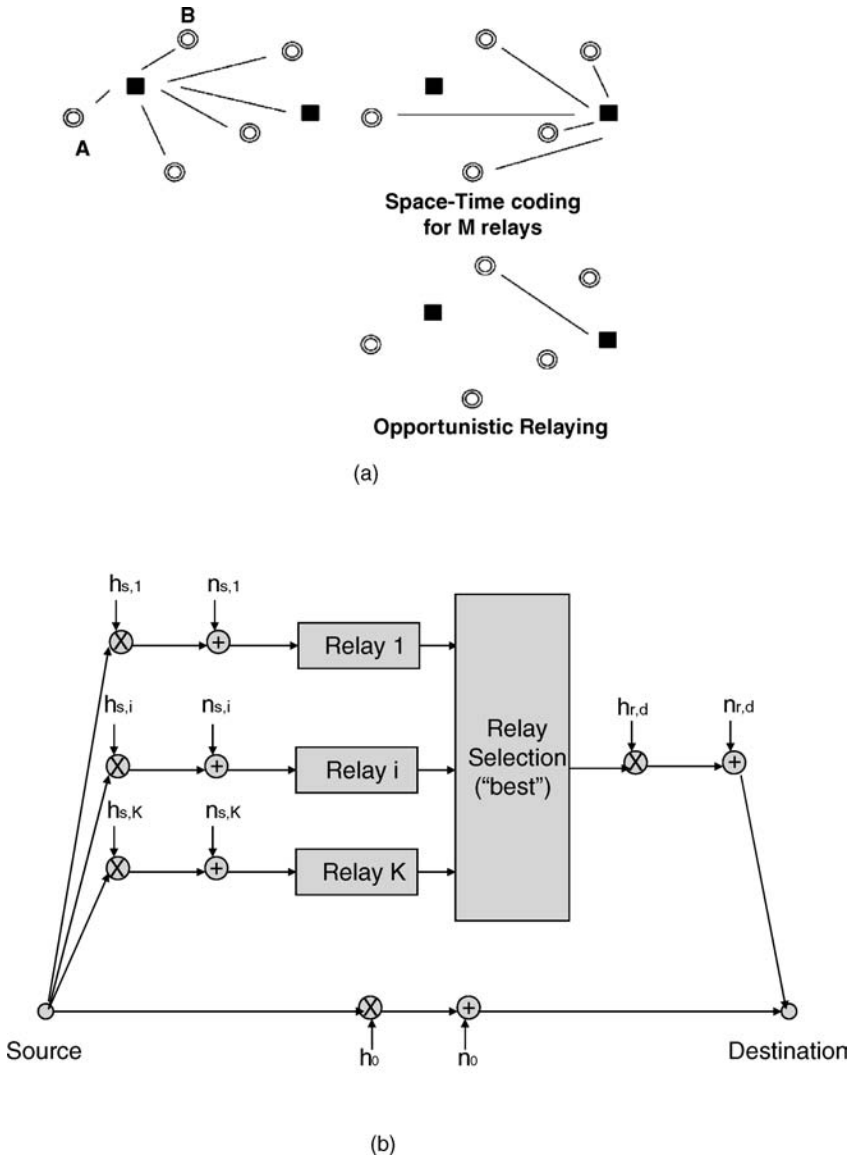 B
A
Space-Time coding
for M relays
Opportunistic Relaying
(a)
hs,1 ns,1
X + Relay 1
hs,i ns,i
X + Relay i
hs,K ns,K
X + Relay K
Relay
Selection
("best")
hr,d nr,d
X +
X +
Source h0 n0 Destination
(b)